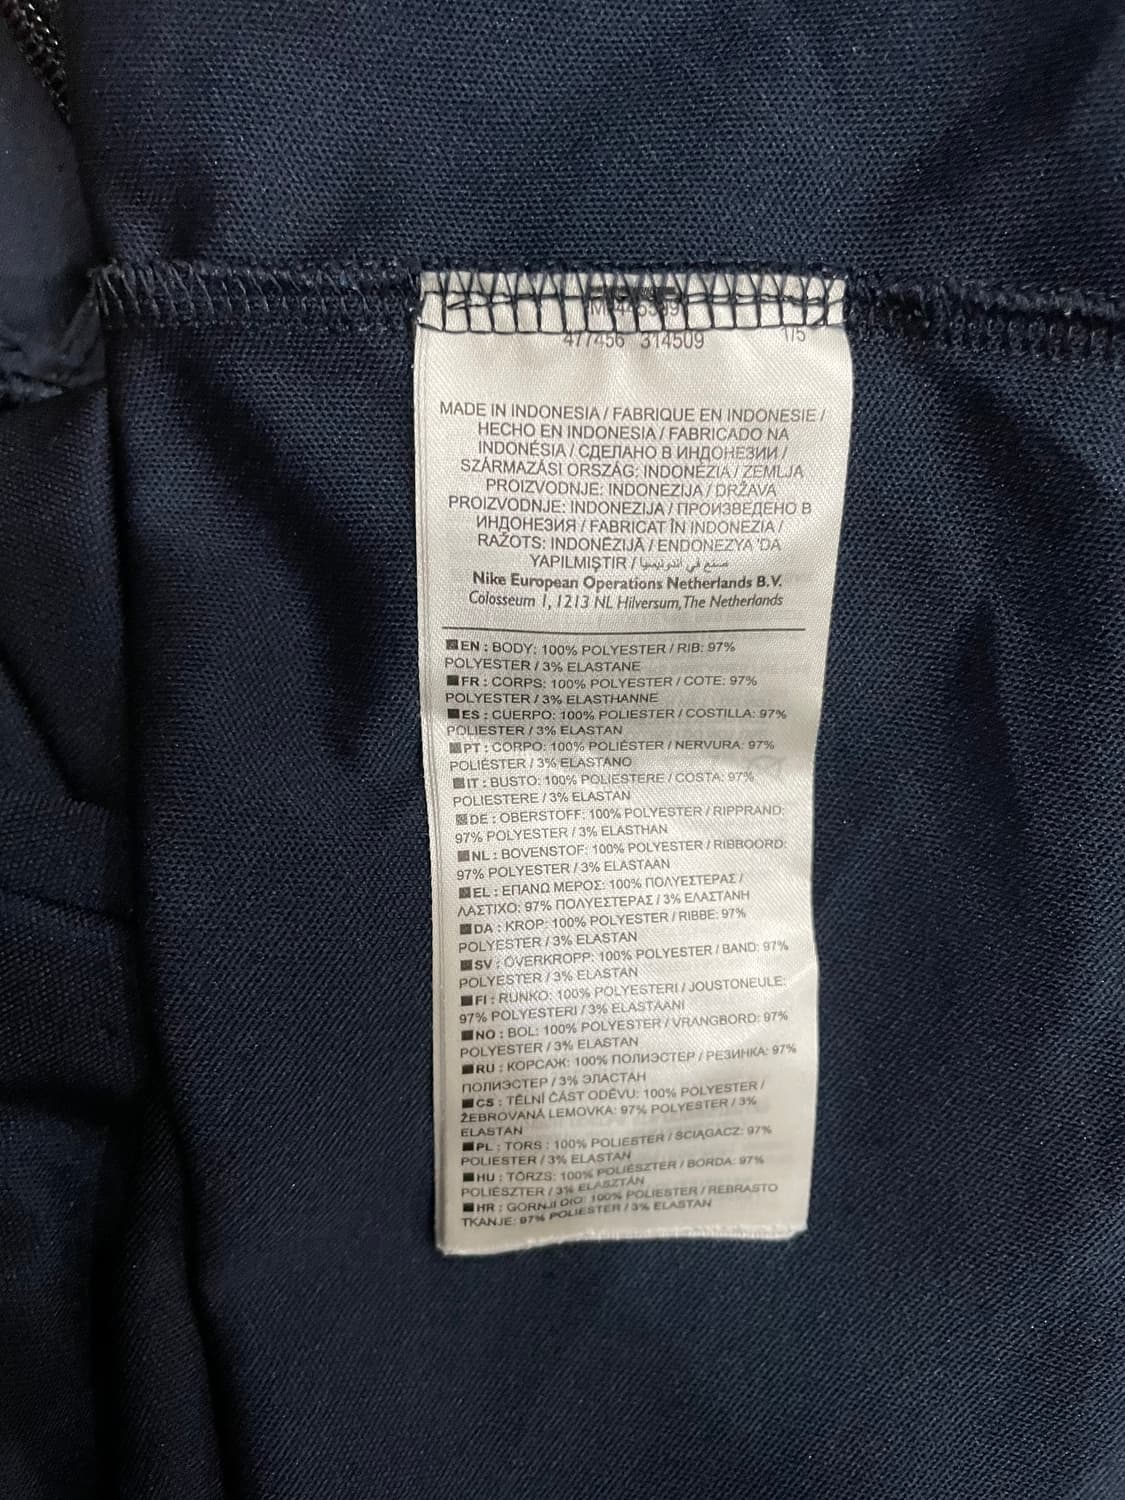 477456 314509 1/5
MADE IN INDONESIA / FABRIQUE EN INDONESIE /
HECHO EN INDONESIA / FABRICADO NA
INDONÉSIA / СДЕЛАНО В ИНДОНЕЗИИ /
SZÁRMAZÁSI ORSZÁG: INDONÉZIA / ZEMLJA
PROIZVODNJE: INDONEZIJA / DRŽAVA
PROIZVODNJE: INDONEZIJA / ПРОИЗВЕДЕНО В
ИНДОНЕЗИЯ / FABRICAT ÎN INDONEZIA /
RAŽOTS: INDONĒZIJĀ / ENDONEZYA'DA
YAPILMIŞTIR / صنع في اندونيسيا
Nike European Operations Netherlands B.V.
Colosseum 1, 1213 NL Hilversum, The Netherlands
EN : BODY: 100% POLYESTER / RIB: 97%
POLYESTER / 3% ELASTANE
FR : CORPS: 100% POLYESTER / COTE: 97%
POLYESTER / 3% ELASTHANNE
ES : CUERPO: 100% POLIESTER / COSTILLA: 97%
POLIESTER / 3% ELASTAN
PT : CORPO: 100% POLIÉSTER / NERVURA: 97%
POLIÉSTER / 3% ELASTANO
IT : BUSTO: 100% POLIESTERE / COSTA: 97%
POLIESTERE / 3% ELASTAN
DE : OBERSTOFF: 100% POLYESTER / RIPPRAND:
97% POLYESTER / 3% ELASTHAN
NL : BOVENSTOF: 100% POLYESTER / RIBBOORD:
97% POLYESTER / 3% ELASTAAN
EL : ΕΠΑΝΩ ΜΕΡΟΣ: 100% ΠΟΛΥΕΣΤΕΡΑΣ /
ΛΑΣΤΙΧΟ: 97% ΠΟΛΥΕΣΤΕΡΑΣ / 3% ΕΛΑΣΤΑΝΗ
DA : KROP: 100% POLYESTER / RIBBE: 97%
POLYESTER / 3% ELASTAN
SV : ÖVERKROPP: 100% POLYESTER / BAND: 97%
POLYESTER / 3% ELASTAN
FI : RUNKO: 100% POLYESTERI / JOUSTONEULE:
97% POLYESTERI / 3% ELASTAANI
NO : BOL: 100% POLYESTER / VRANGBORD: 97%
POLYESTER / 3% ELASTAN
RU : КОРСАЖ: 100% ПОЛИЭСТЕР / РЕЗИНКА: 97%
ПОЛИЭСТЕР / 3% ЭЛАСТАН
CS : TĚLNÍ ČÁST ODĚVU: 100% POLYESTER /
ŽEBROVANÁ LEMOVKA: 97% POLYESTER / 3%
ELASTAN
PL : TORS : 100% POLIESTER / ŚCIĄGACZ: 97%
POLIESTER / 3% ELASTAN
HU : TÖRZS: 100% POLIÉSZTER / BORDA: 97%
POLIÉSZTER / 3% ELASZTÁN
HR : GORNJI DIO: 100% POLIESTER / REBRASTO
TKANJE: 97% POLIESTER / 3% ELASTAN